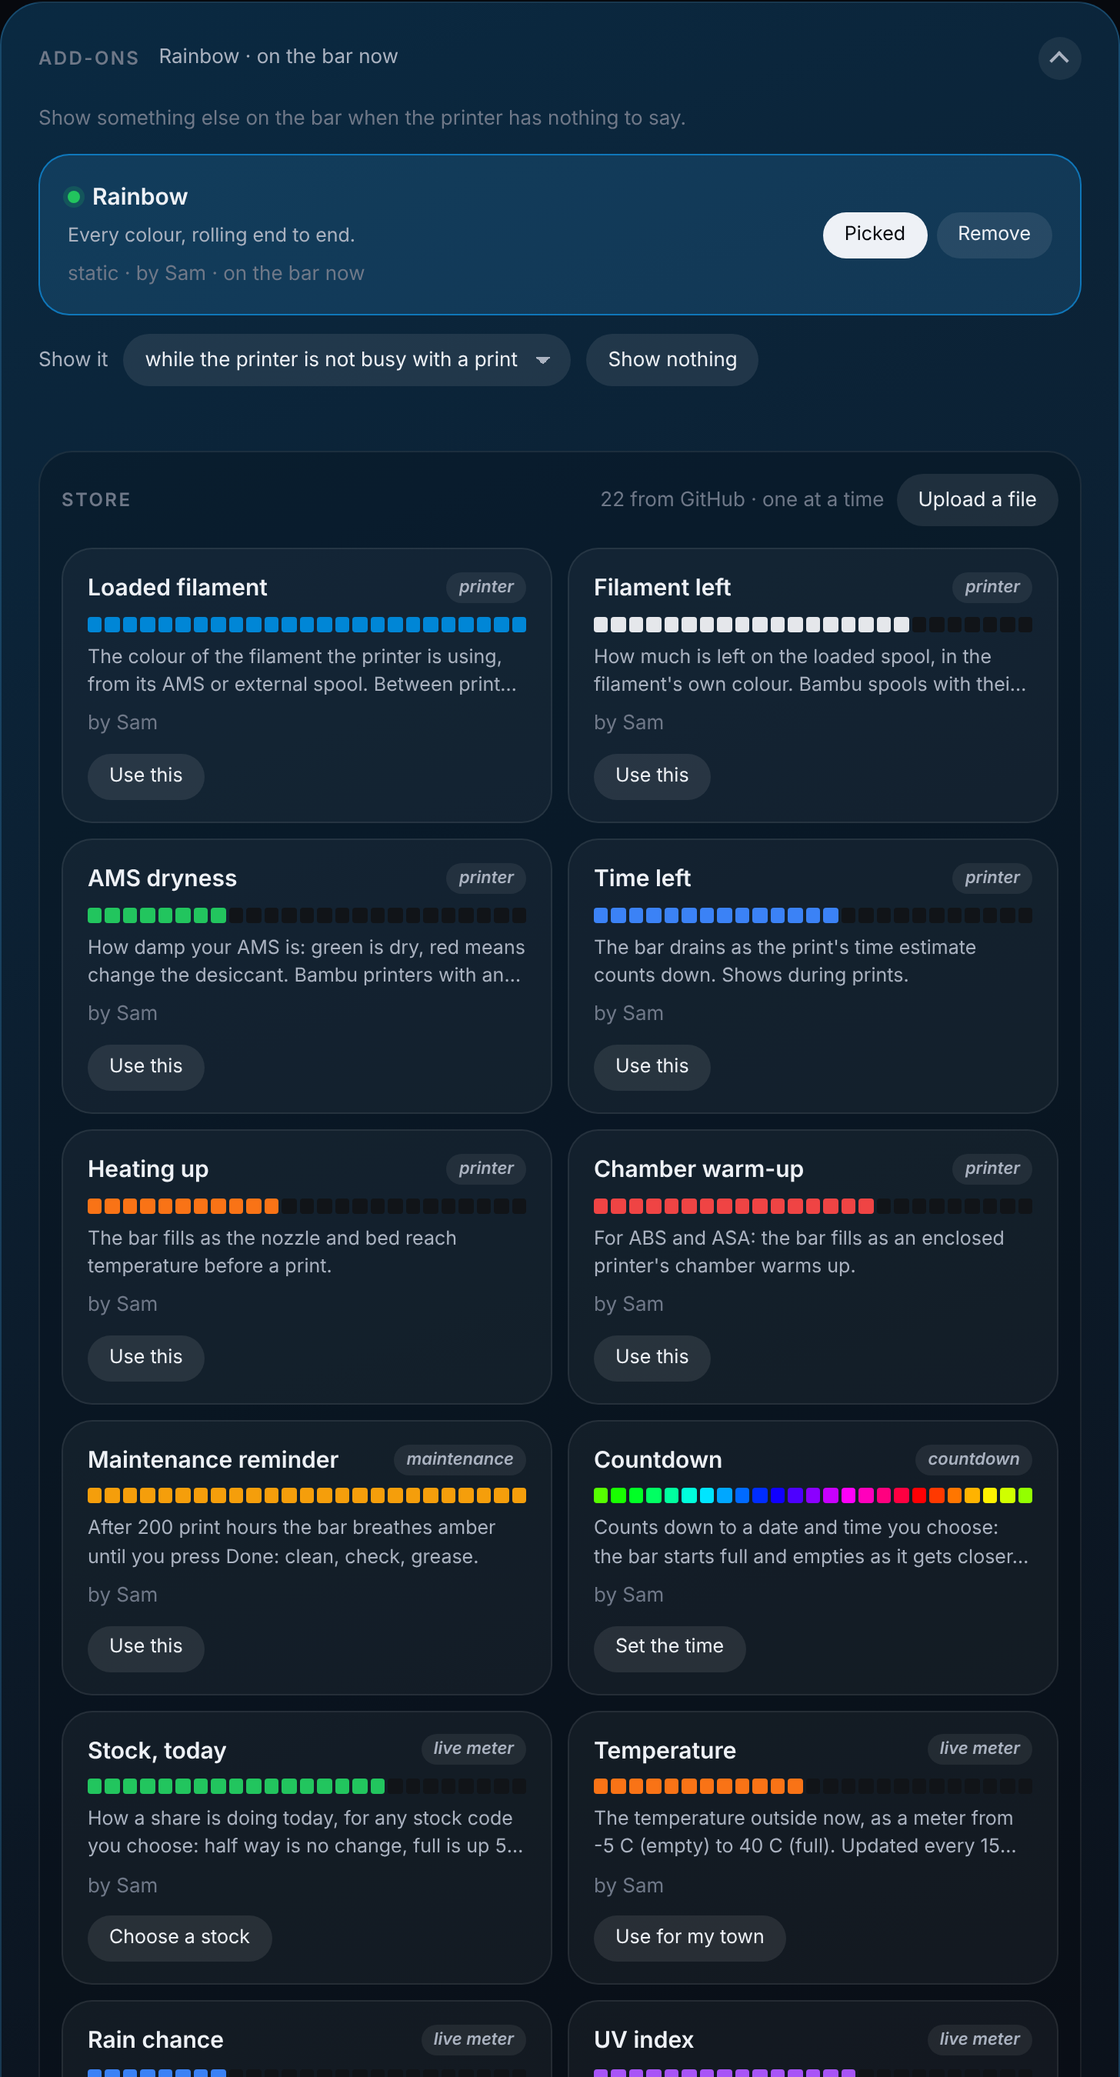 ADD-ONS Rainbow · on the bar now
Show something else on the bar when the printer has nothing to say.
Rainbow
Every colour, rolling end to end.
static · by Sam · on the bar now
Picked
Remove
Show it
while the printer is not busy with a print
Show nothing
STORE
22 from GitHub · one at a time
Upload a file
Loaded filament
printer
The colour of the filament the printer is using,
from its AMS or external spool. Between print...
by Sam
Use this
Filament left
printer
How much is left on the loaded spool, in the
filament's own colour. Bambu spools with thei...
by Sam
Use this
AMS dryness
printer
How damp your AMS is: green is dry, red means
change the desiccant. Bambu printers with an...
by Sam
Use this
Time left
printer
The bar drains as the print's time estimate
counts down. Shows during prints.
by Sam
Use this
Heating up
printer
The bar fills as the nozzle and bed reach
temperature before a print.
by Sam
Use this
Chamber warm-up
printer
For ABS and ASA: the bar fills as an enclosed
printer's chamber warms up.
by Sam
Use this
Maintenance reminder
maintenance
After 200 print hours the bar breathes amber
until you press Done: clean, check, grease.
by Sam
Use this
Countdown
countdown
Counts down to a date and time you choose:
the bar starts full and empties as it gets closer...
by Sam
Set the time
Stock, today
live meter
How a share is doing today, for any stock code
you choose: half way is no change, full is up 5...
by Sam
Choose a stock
Temperature
live meter
The temperature outside now, as a meter from
-5 C (empty) to 40 C (full). Updated every 15...
by Sam
Use for my town
Rain chance
live meter
UV index
live meter